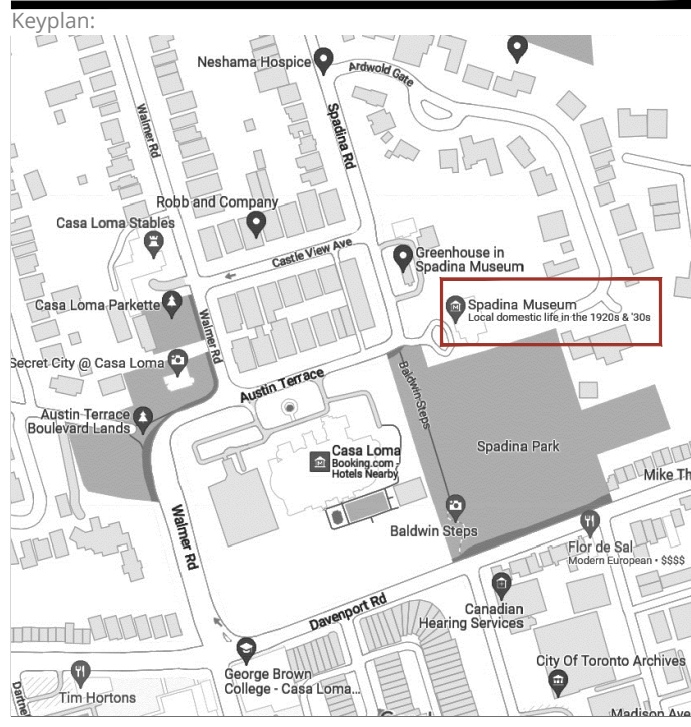 Keyplan:
Neshama Hospice
Ardwold Gate
Walmer Rd
Spadina Rd
Robb and Company
Casa Loma Stables
Castle View Ave
Greenhouse in
Spadina Museum
Spadina Museum
Local domestic life in the 1920s & '30s
Casa Loma Parkette
Walmer Rd
Secret City @ Casa Loma
Austin Terrace
Baldwin Steps
Austin Terrace
Boulevard Lands
Casa Loma
Booking.com
Hotels Nearby
Spadina Park
Mike Th
Walmer Rd
Baldwin Steps
Flor de Sal
Modern European • $$$$
Davenport Rd
Canadian
Hearing Services
George Brown
College - Casa Loma...
City Of Toronto Archives
Tim Hortons
Madison Ave